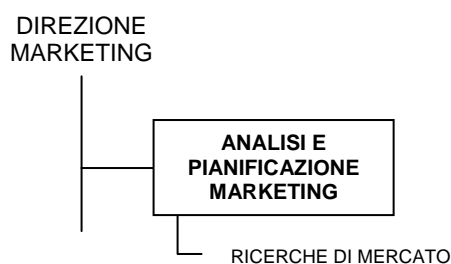 DIREZIONE
MARKETING
ANALISI E
PIANIFICAZIONE
MARKETING
RICERCHE DI MERCATO